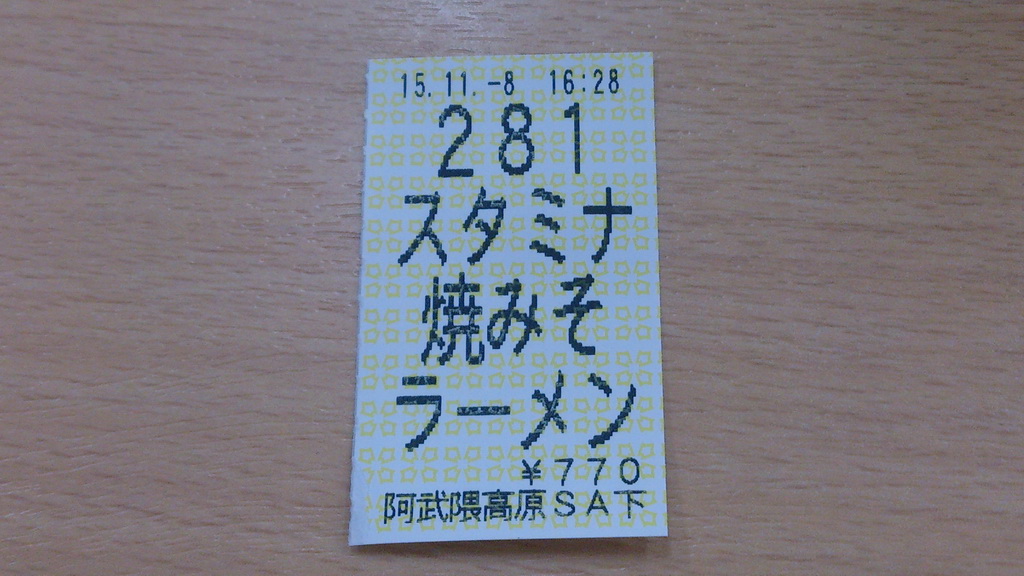 15.11.-8 16:28
281
スタミナ
焼みそ
ラーメン
¥770
阿武隈高原SA下